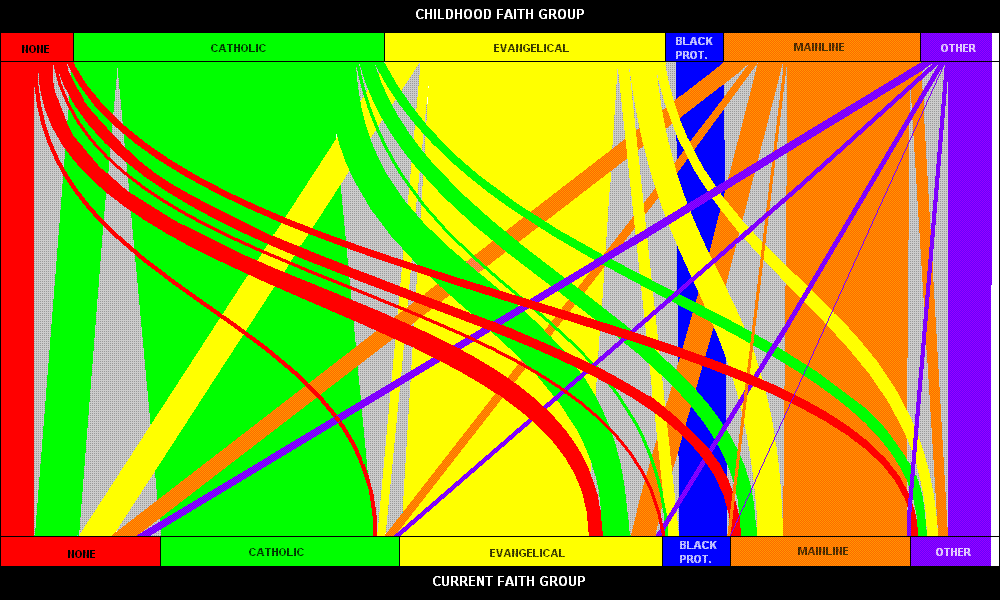 CHILDHOOD FAITH GROUP
NONE
CATHOLIC
EVANGELICAL
BLACK
PROT.
MAINLINE
OTHER
NONE
CATHOLIC
EVANGELICAL
BLACK
PROT.
MAINLINE
OTHER
CURRENT FAITH GROUP